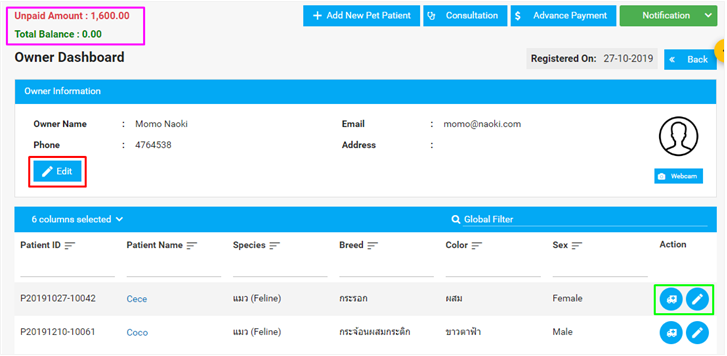 Unpaid Amount : 1,600.00
+ Add New Pet Patient Consultation $ Advance Payment Notification
Total Balance : 0.00
Owner Dashboard
Registered On: 27-10-2019 « Back
Owner Information
Owner Name : Momo Naoki Email : momo@naoki.com
Phone : 4764538 Address :
Edit
Webcam
6 columns selected Global Filter
Patient ID Patient Name Species Breed Color Sex Action
P20191027-10042 Cece แมว (Feline) กระรอก ผสม Female
P20191210-10061 Coco แมว (Feline) กระจ้อนผสมกระติก ขาวตาฟ้า Male